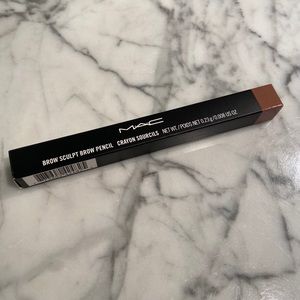 MAC
BROW SCULPT BROW PENCIL CRAYON SOURCILS NET WT. / POIDS NET 0.23 g / 0.008 US OZ